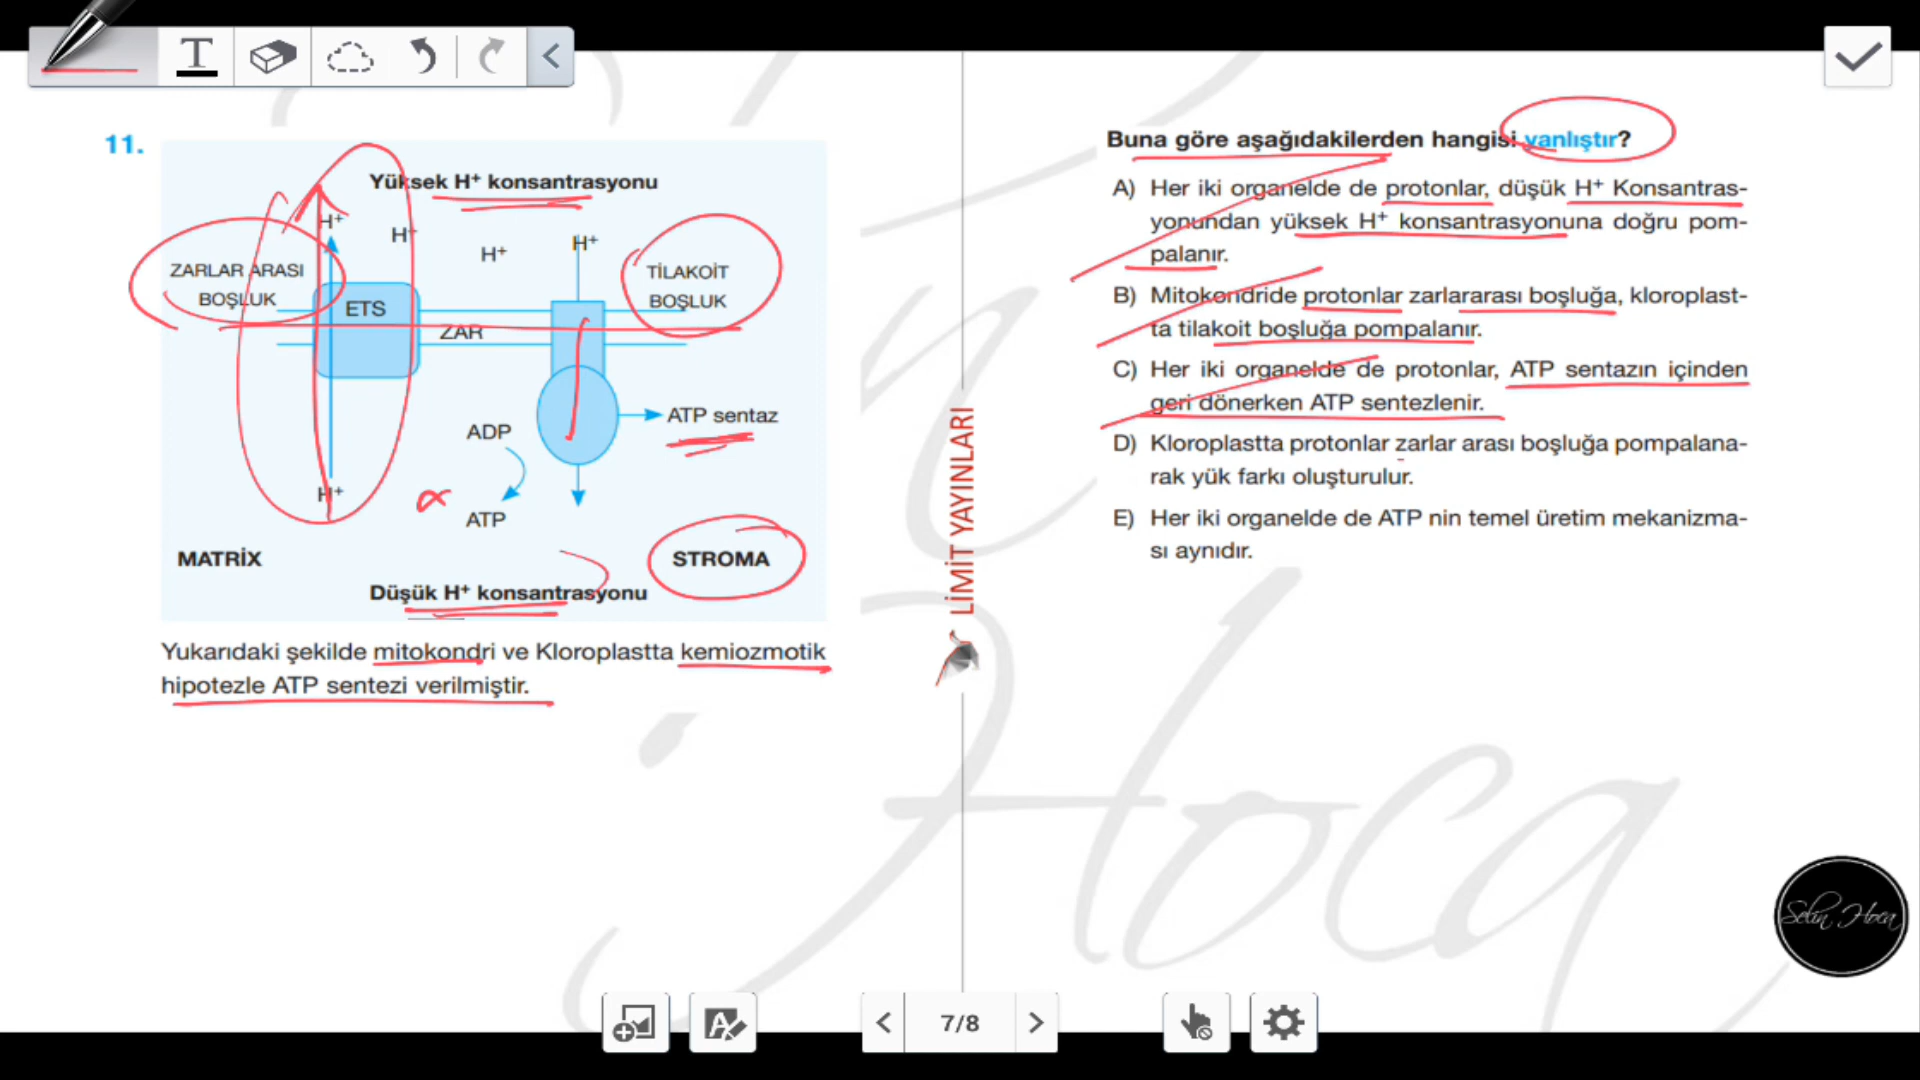 T
11.
Yüksek H⁺ konsantrasyonu
H⁺
H⁺
H⁺
H⁺
ZARLAR ARASI
BOŞLUK
TİLAKOİT
BOŞLUK
ETS
ZAR
ADP
ATP sentaz
ATP
H⁺
MATRİX
STROMA
Düşük H⁺ konsantrasyonu
Yukarıdaki şekilde mitokondri ve Kloroplastta kemiozmotik
hipotezle ATP sentezi verilmiştir.
LİMİT YAYINLARI
Buna göre aşağıdakilerden hangisi yanlıştır?
A) Her iki organelde de protonlar, düşük H⁺ Konsantras-
yonundan yüksek H⁺ konsantrasyonuna doğru pom-
palanır.
B) Mitokondride protonlar zarlararası boşluğa, kloroplast-
ta tilakoit boşluğa pompalanır.
C) Her iki organelde de protonlar, ATP sentazın içinden
geri dönerken ATP sentezlenir.
D) Kloroplastta protonlar zarlar arası boşluğa pompalana-
rak yük farkı oluşturulur.
E) Her iki organelde de ATP nin temel üretim mekanizma-
sı aynıdır.
Selin Hoca
7/8